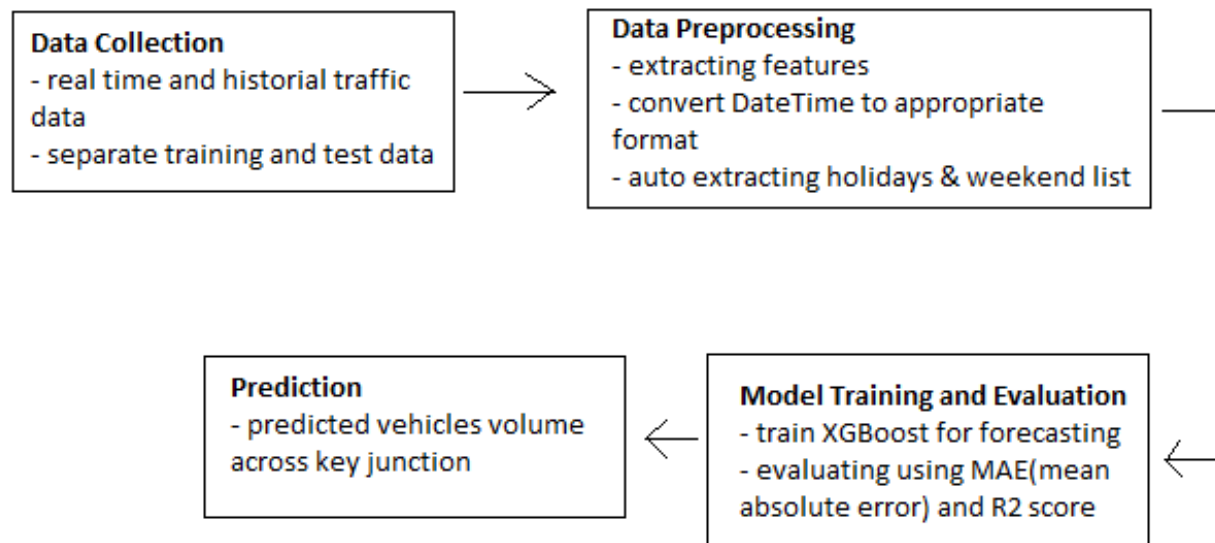 Data Collection
- real time and historial traffic
data
- separate training and test data
Data Preprocessing
- extracting features
- convert DateTime to appropriate
format
- auto extracting holidays & weekend list
Model Training and Evaluation
- train XGBoost for forecasting
- evaluating using MAE(mean
absolute error) and R2 score
Prediction
- predicted vehicles volume
across key junction